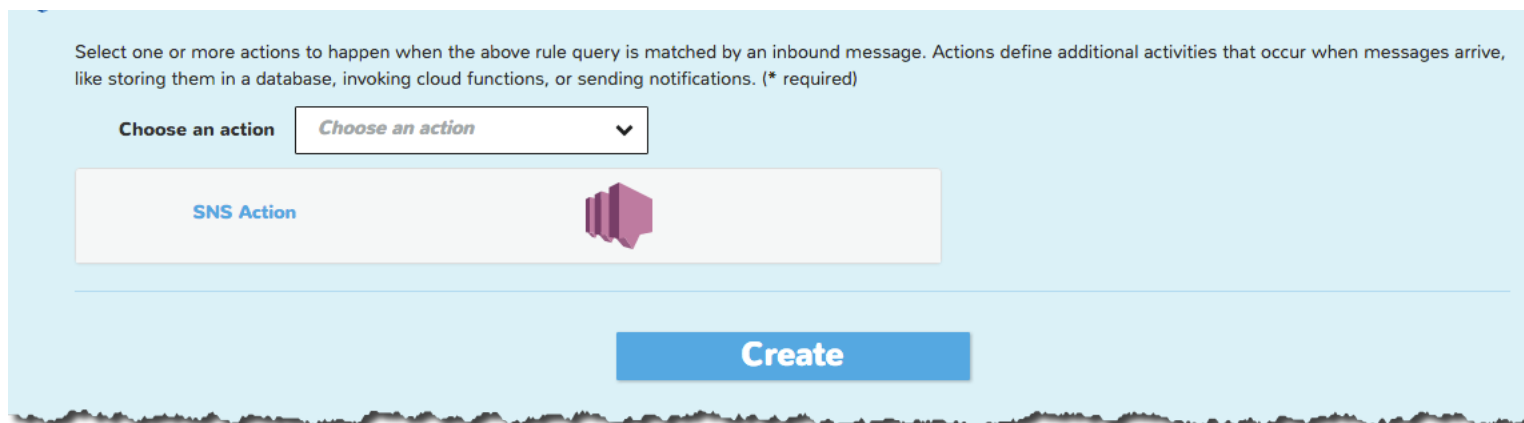 Select one or more actions to happen when the above rule query is matched by an inbound message. Actions define additional activities that occur when messages arrive,
like storing them in a database, invoking cloud functions, or sending notifications. (* required)
Choose an action Choose an action
SNS Action
Create